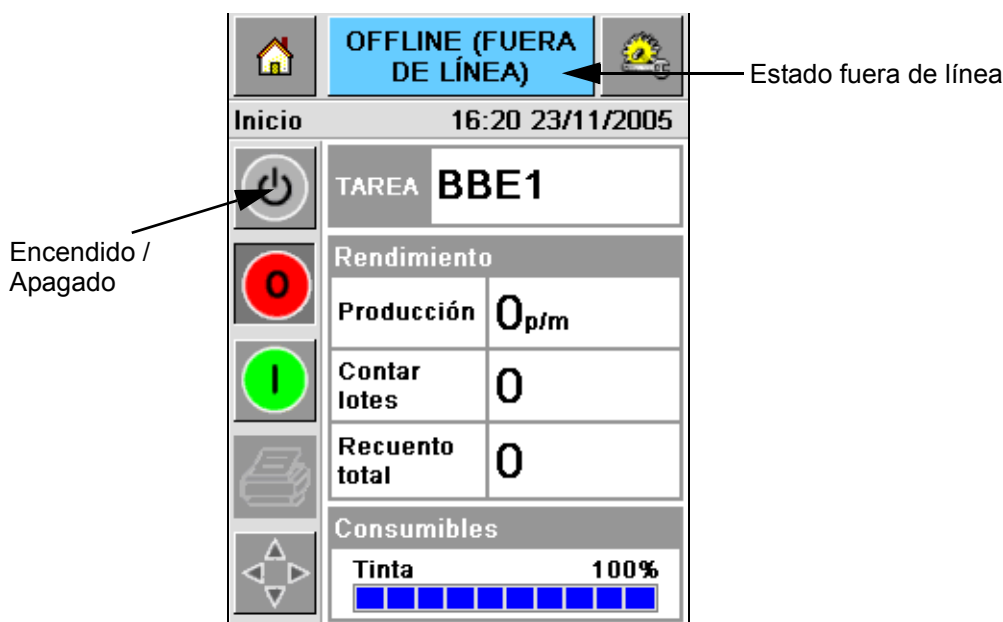 OFFLINE (FUERA
DE LÍNEA)
Estado fuera de línea
Inicio 16:20 23/11/2005
TAREA BBE1
Encendido /
Apagado
Rendimiento
Producción 0p/m
Contar
lotes 0
Recuento
total 0
Consumibles
Tinta 100%